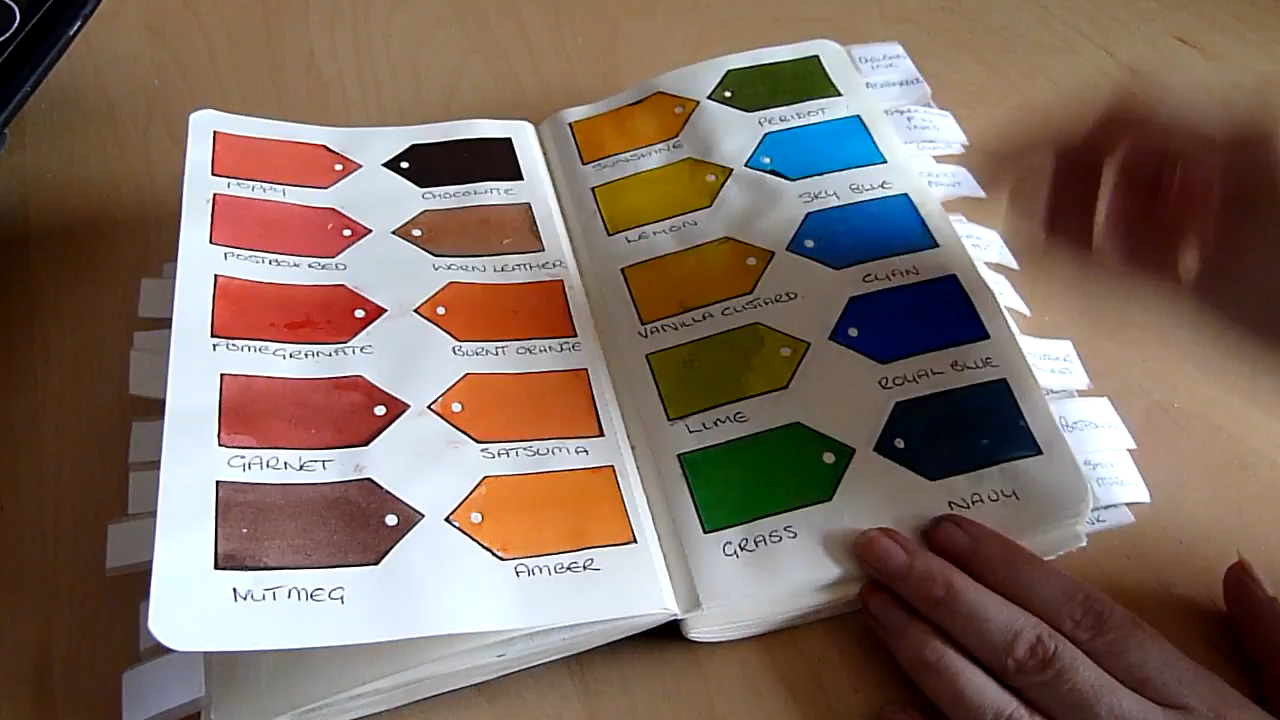 POPPY
CHOCOLATE
POSTBOX RED
WORN LEATHER
POMEGRANATE
BURNT ORANGE
GARNET
SATSUMA
NUTMEG
AMBER
SUNSHINE
PERIDOT
LEMON
SKY BLUE
VANILLA CUSTARD
CYAN
LIME
ROYAL BLUE
GRASS
NAVY